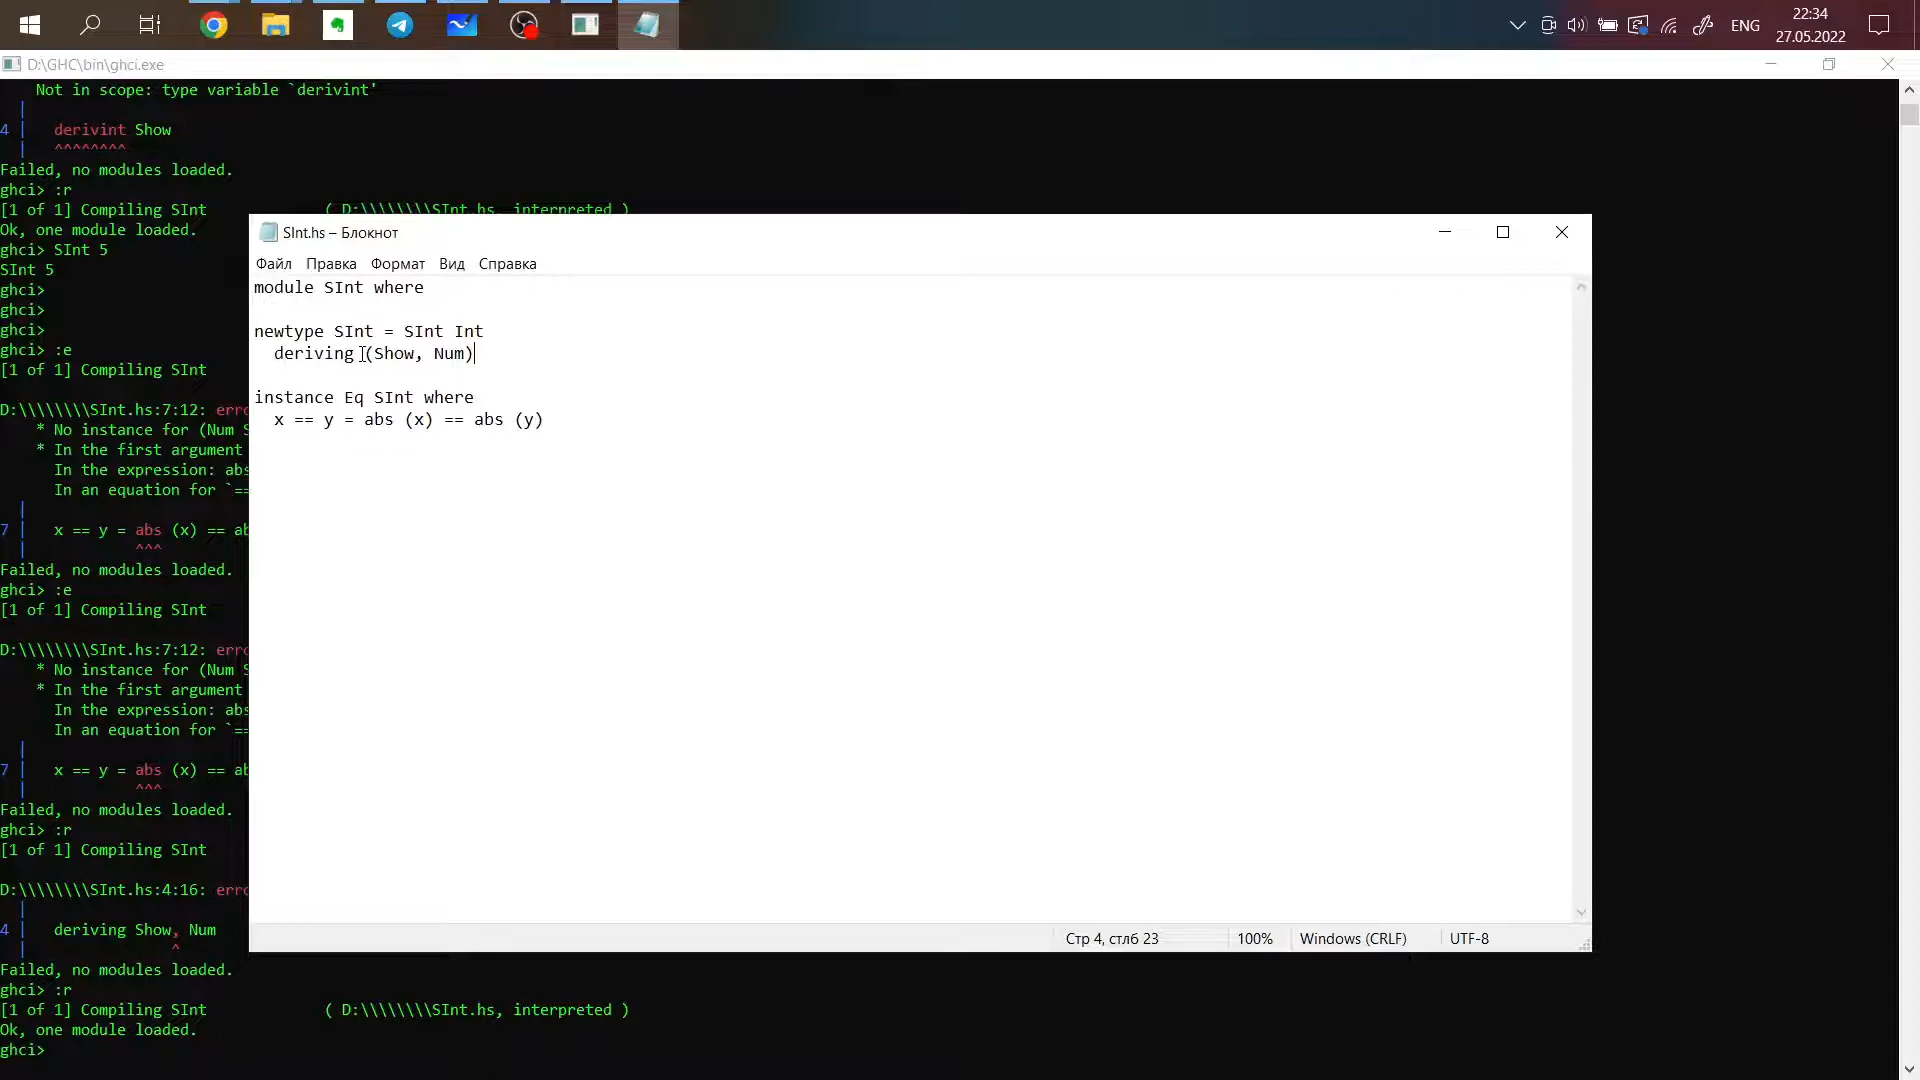 ENG
22:34
27.05.2022
D:\GHC\bin\ghci.exe
Not in scope: type variable `derivint'
|
4 | derivint Show
| ^^^^^^^^
Failed, no modules loaded.
ghci> :r
[1 of 1] Compiling SInt ( D:\\\\\\\\SInt.hs, interpreted )
Ok, one module loaded.
ghci> SInt 5
SInt 5
ghci>
ghci>
ghci>
ghci> :e
[1 of 1] Compiling SInt
D:\\\\\\\\SInt.hs:7:12: erro
* No instance for (Num S
* In the first argument
In the expression: abs
In an equation for `==
|
7 | x == y = abs (x) == ab
| ^^^
Failed, no modules loaded.
ghci> :e
[1 of 1] Compiling SInt
D:\\\\\\\\SInt.hs:7:12: erro
* No instance for (Num S
* In the first argument
In the expression: abs
In an equation for `==
|
7 | x == y = abs (x) == ab
| ^^^
Failed, no modules loaded.
ghci> :r
[1 of 1] Compiling SInt
D:\\\\\\\\SInt.hs:4:16: erro
|
4 | deriving Show, Num
| ^
Failed, no modules loaded.
ghci> :r
[1 of 1] Compiling SInt ( D:\\\\\\\\SInt.hs, interpreted )
Ok, one module loaded.
ghci>
SInt.hs – Блокнот
Файл Правка Формат Вид Справка
module SInt where
newtype SInt = SInt Int
deriving (Show, Num)
instance Eq SInt where
x == y = abs (x) == abs (y)
Стр 4, стлб 23
100%
Windows (CRLF)
UTF-8